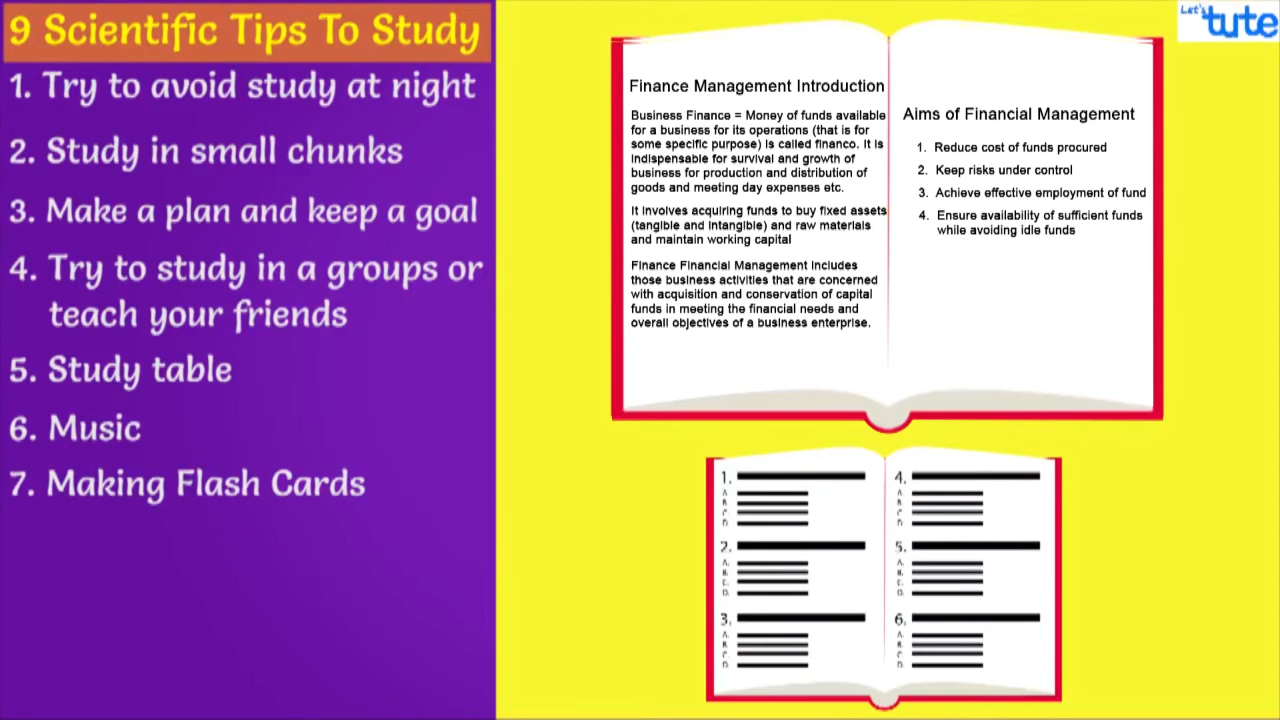 9 Scientific Tips To Study
1. Try to avoid study at night
2. Study in small chunks
3. Make a plan and keep a goal
4. Try to study in a groups or
teach your friends
5. Study table
6. Music
7. Making Flash Cards
Let's
tute
Finance Management Introduction
Business Finance = Money of funds available
for a business for its operations (that is for
some specific purpose) is called financo. It is
indispensable for survival and growth of
business for production and distribution of
goods and meeting day expenses etc.
It involves acquiring funds to buy fixed assets
(tangible and intangible) and raw materials
and maintain working capital
Finance Financial Management includes
those business activities that are concerned
with acquisition and conservation of capital
funds in meeting the financial needs and
overall objectives of a business enterprise.
Aims of Financial Management
1. Reduce cost of funds procured
2. Keep risks under control
3. Achieve effective employment of fund
4. Ensure availability of sufficient funds
while avoiding idle funds
1.
A.
B.
C.
D.
2.
A.
B.
C.
D.
3.
A.
B.
C.
D.
4.
A.
B.
C.
D.
5.
A.
B.
C.
D.
6.
A.
B.
C.
D.